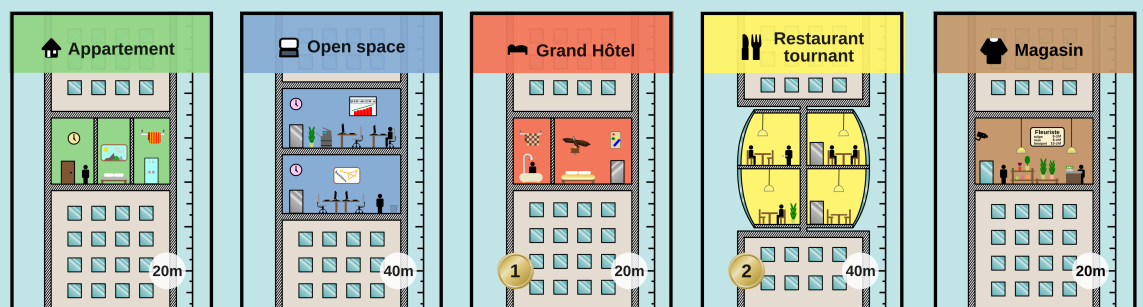 Appartement
20m
Open space
40m
Grand Hôtel
1
20m
Restaurant
tournant
2
40m
Magasin
Fleuriste
20m